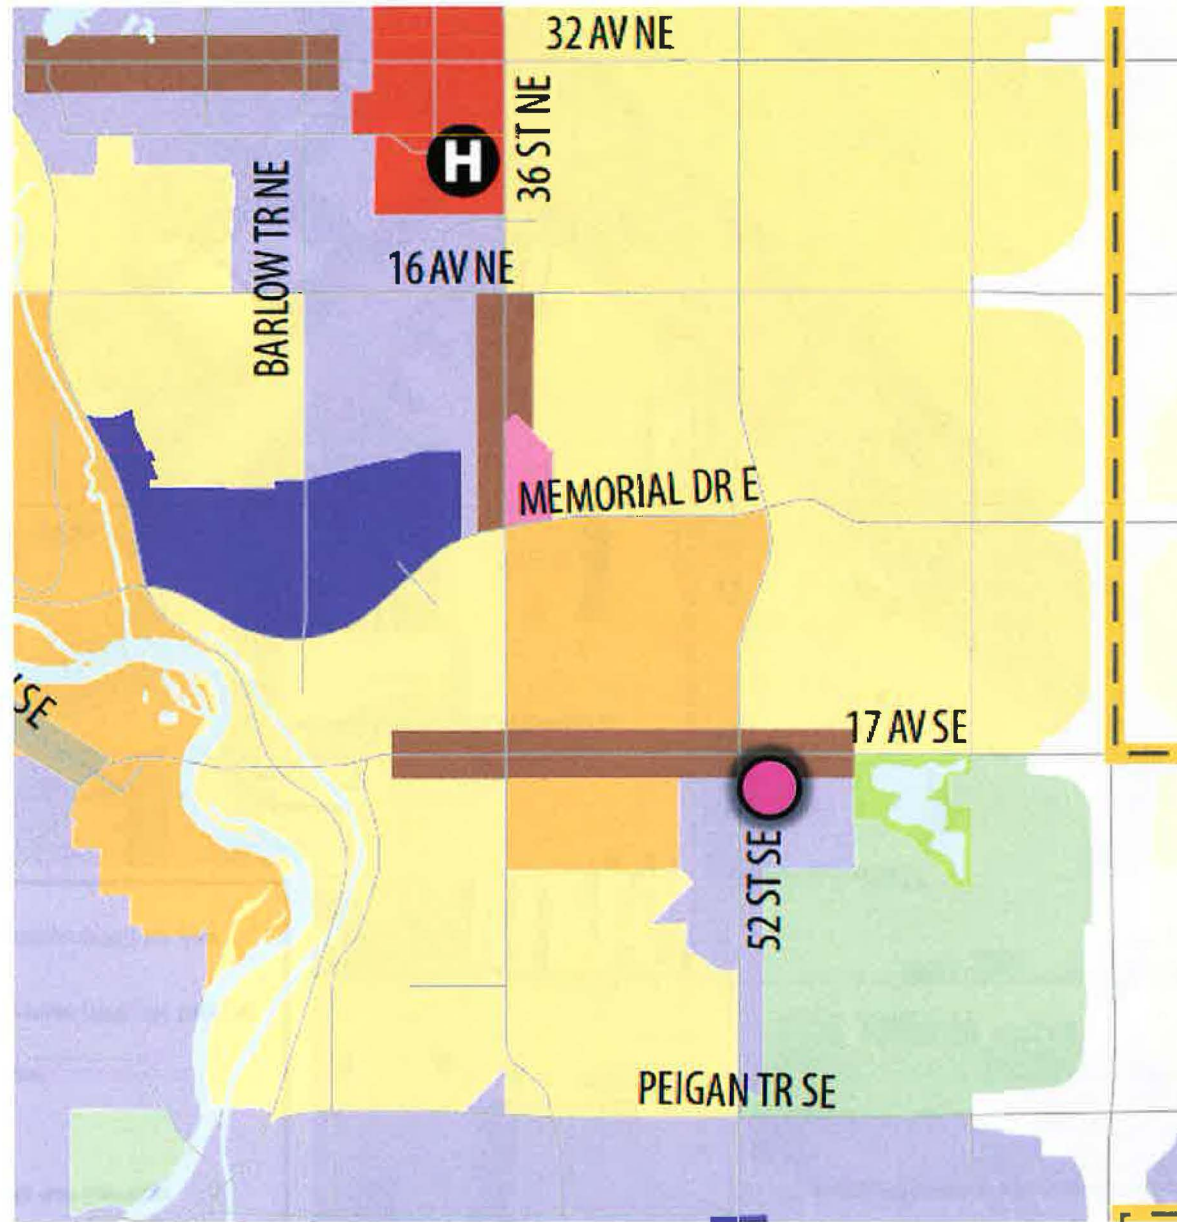 32 AV NE
36 ST NE
H
BARLOW TR NE
16 AV NE
MEMORIAL DR E
SE
17 AV SE
52 ST SE
PEIGAN TR SE